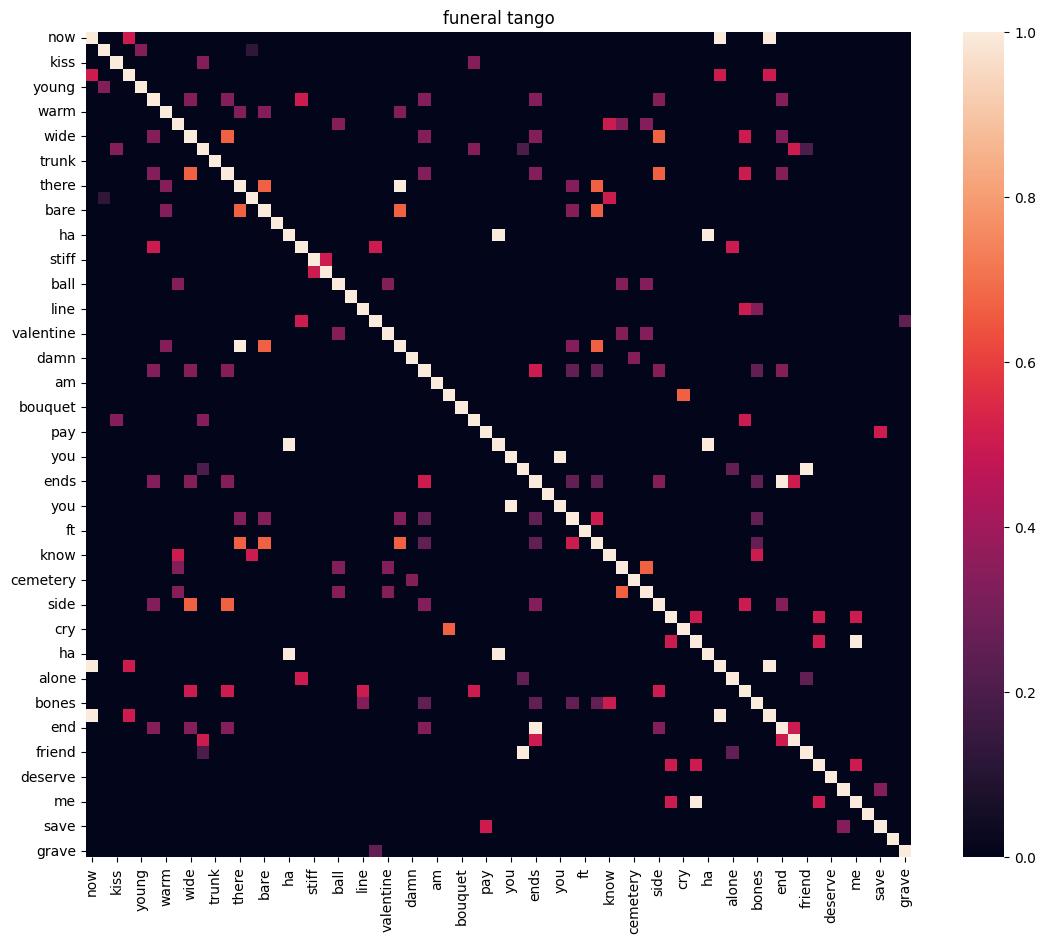 funeral tango
now
kiss
young
warm
wide
trunk
there
bare
ha
stiff
ball
line
valentine
damn
am
bouquet
pay
you
ends
you
ft
know
cemetery
side
cry
ha
alone
bones
end
friend
deserve
me
save
grave
now
kiss
young
warm
wide
trunk
there
bare
ha
stiff
ball
line
valentine
damn
am
bouquet
pay
you
ends
you
ft
know
cemetery
side
cry
ha
alone
bones
end
friend
deserve
me
save
grave
1.0
0.8
0.6
0.4
0.2
0.0